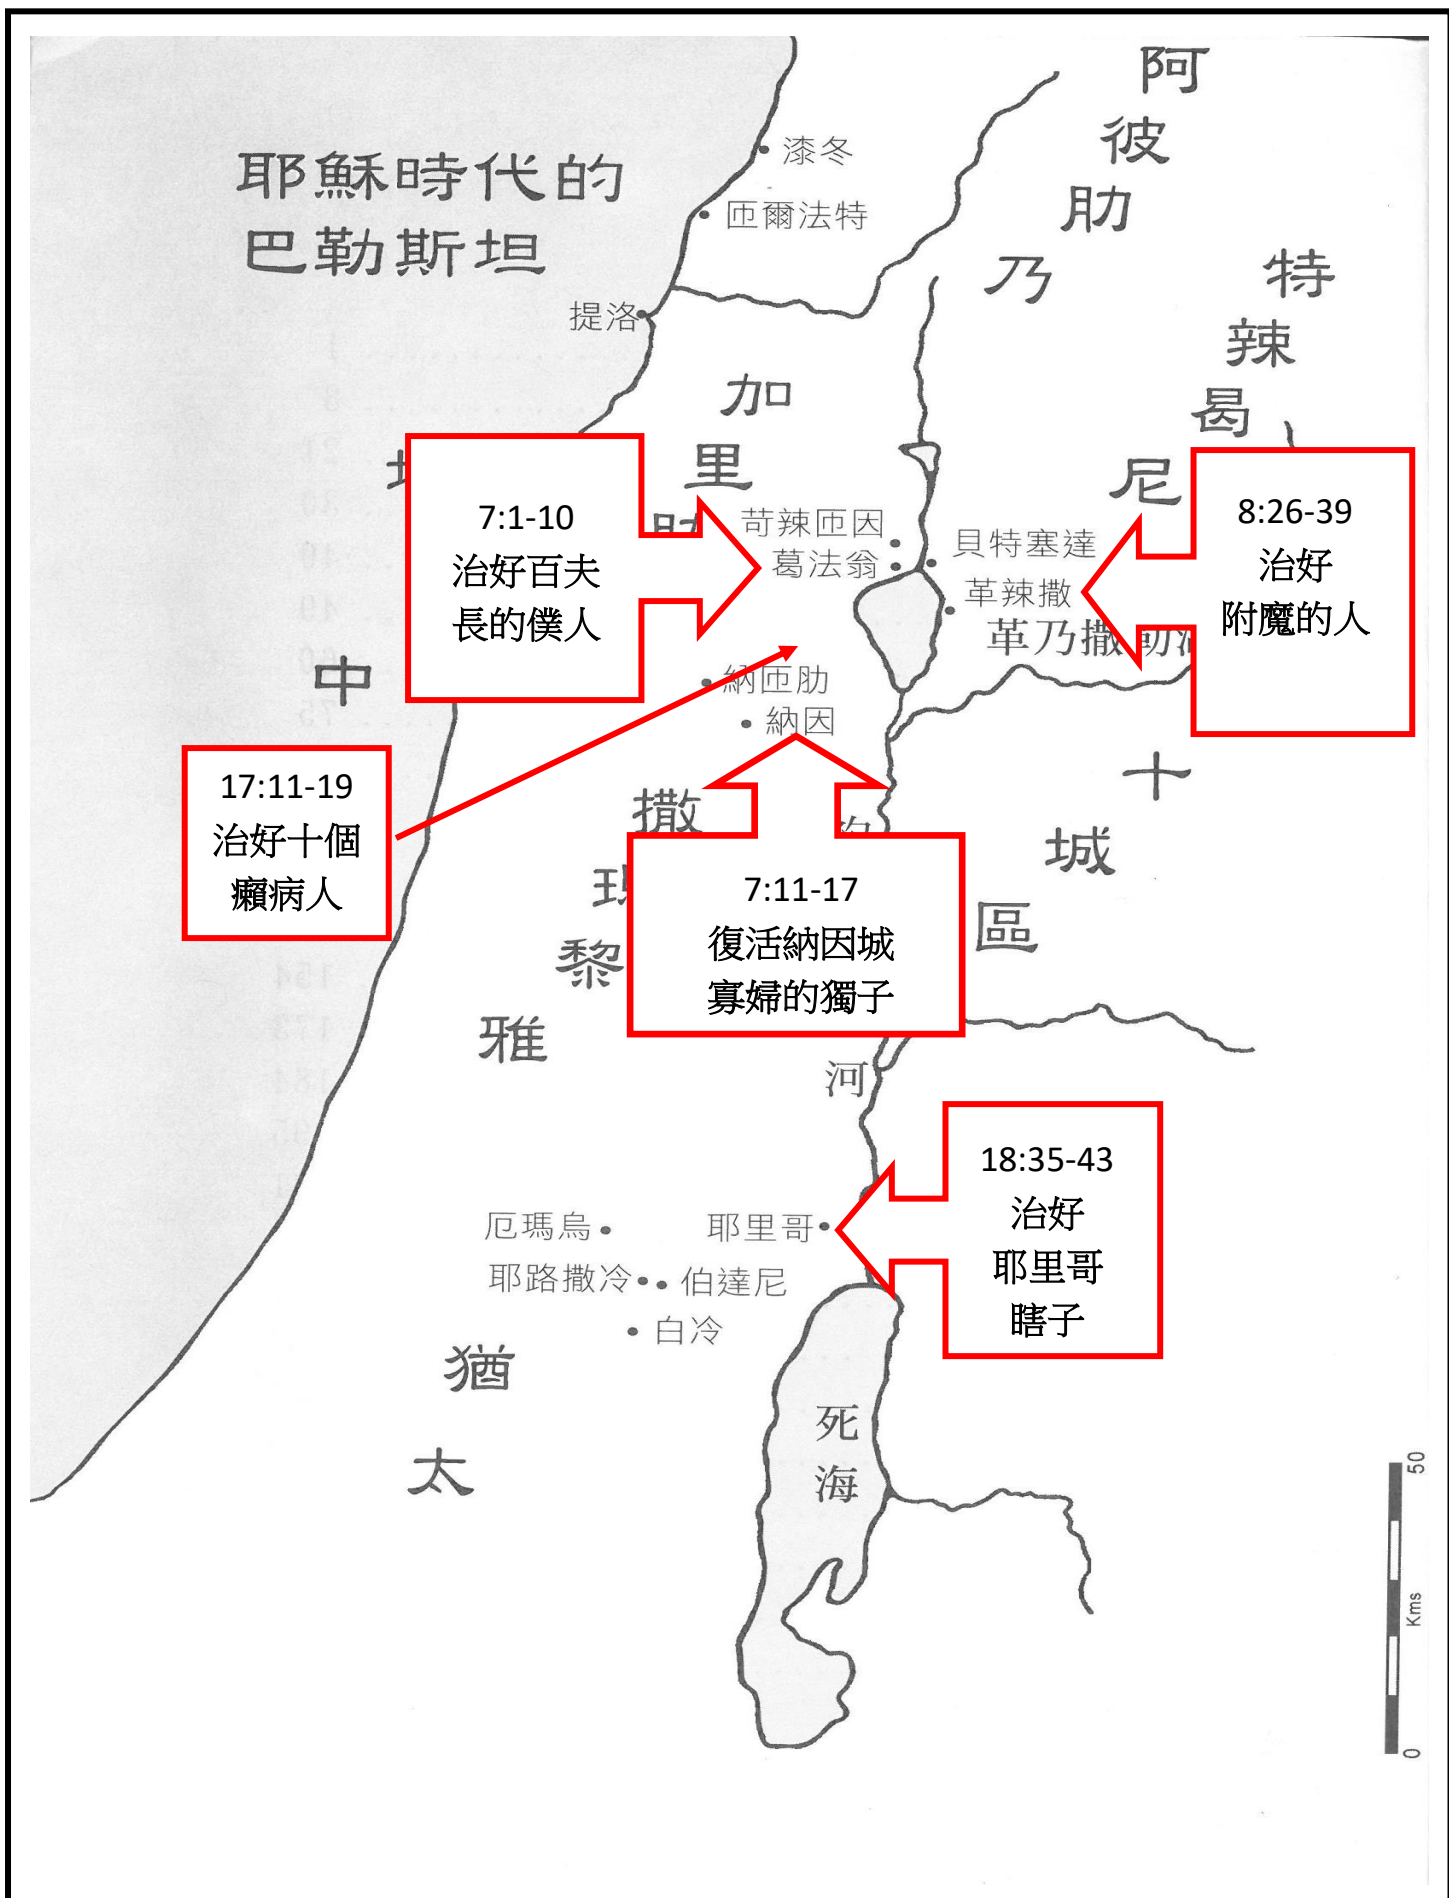 耶穌時代的
巴勒斯坦
阿彼肋乃
特辣曷尼
漆冬
匝爾法特
提洛
加里
7:1-10
治好百夫
長的僕人
苛辣匝因
葛法翁
貝特塞達
革辣撒
革乃撒勒
8:26-39
治好
附魔的人
中
納匝肋
納因
17:11-19
治好十個
癩病人
十城區
撒
黎
雅
7:11-17
復活納因城
寡婦的獨子
河
18:35-43
治好
耶里哥
瞎子
厄瑪烏
耶里哥
耶路撒冷
伯達尼
白冷
猶太
死海
50
Kms
0